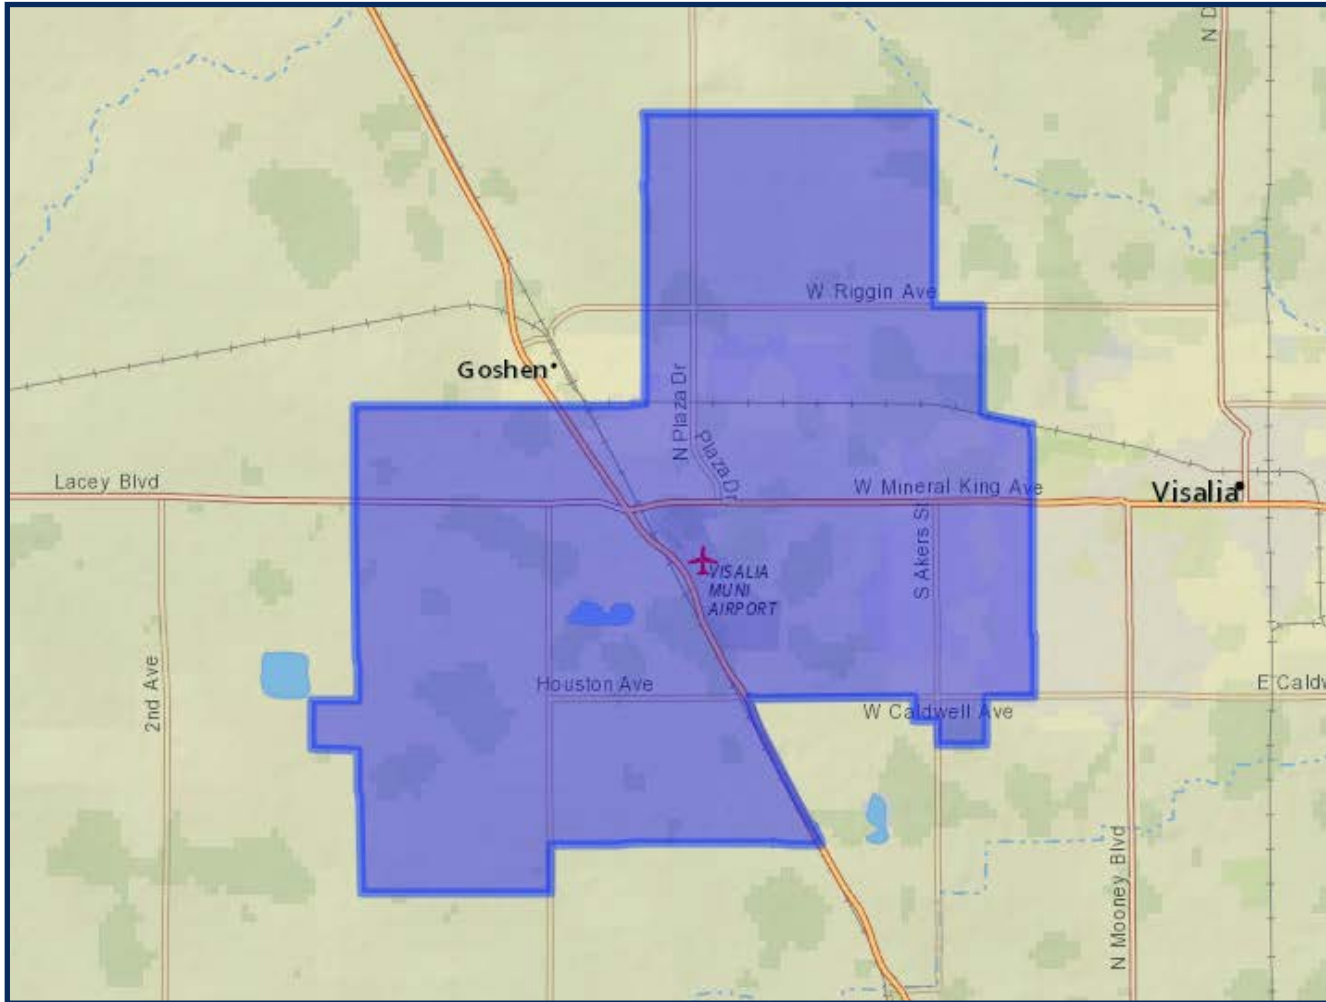 N D
W Riggin Ave
Goshen
N Plaza Dr
Plaza Dr
Lacey Blvd
W Mineral King Ave
Visalia
S Akers St
VISALIA
MUNI
AIRPORT
2nd Ave
Houston Ave
E Caldw
W Caldwell Ave
N Mooney Blvd